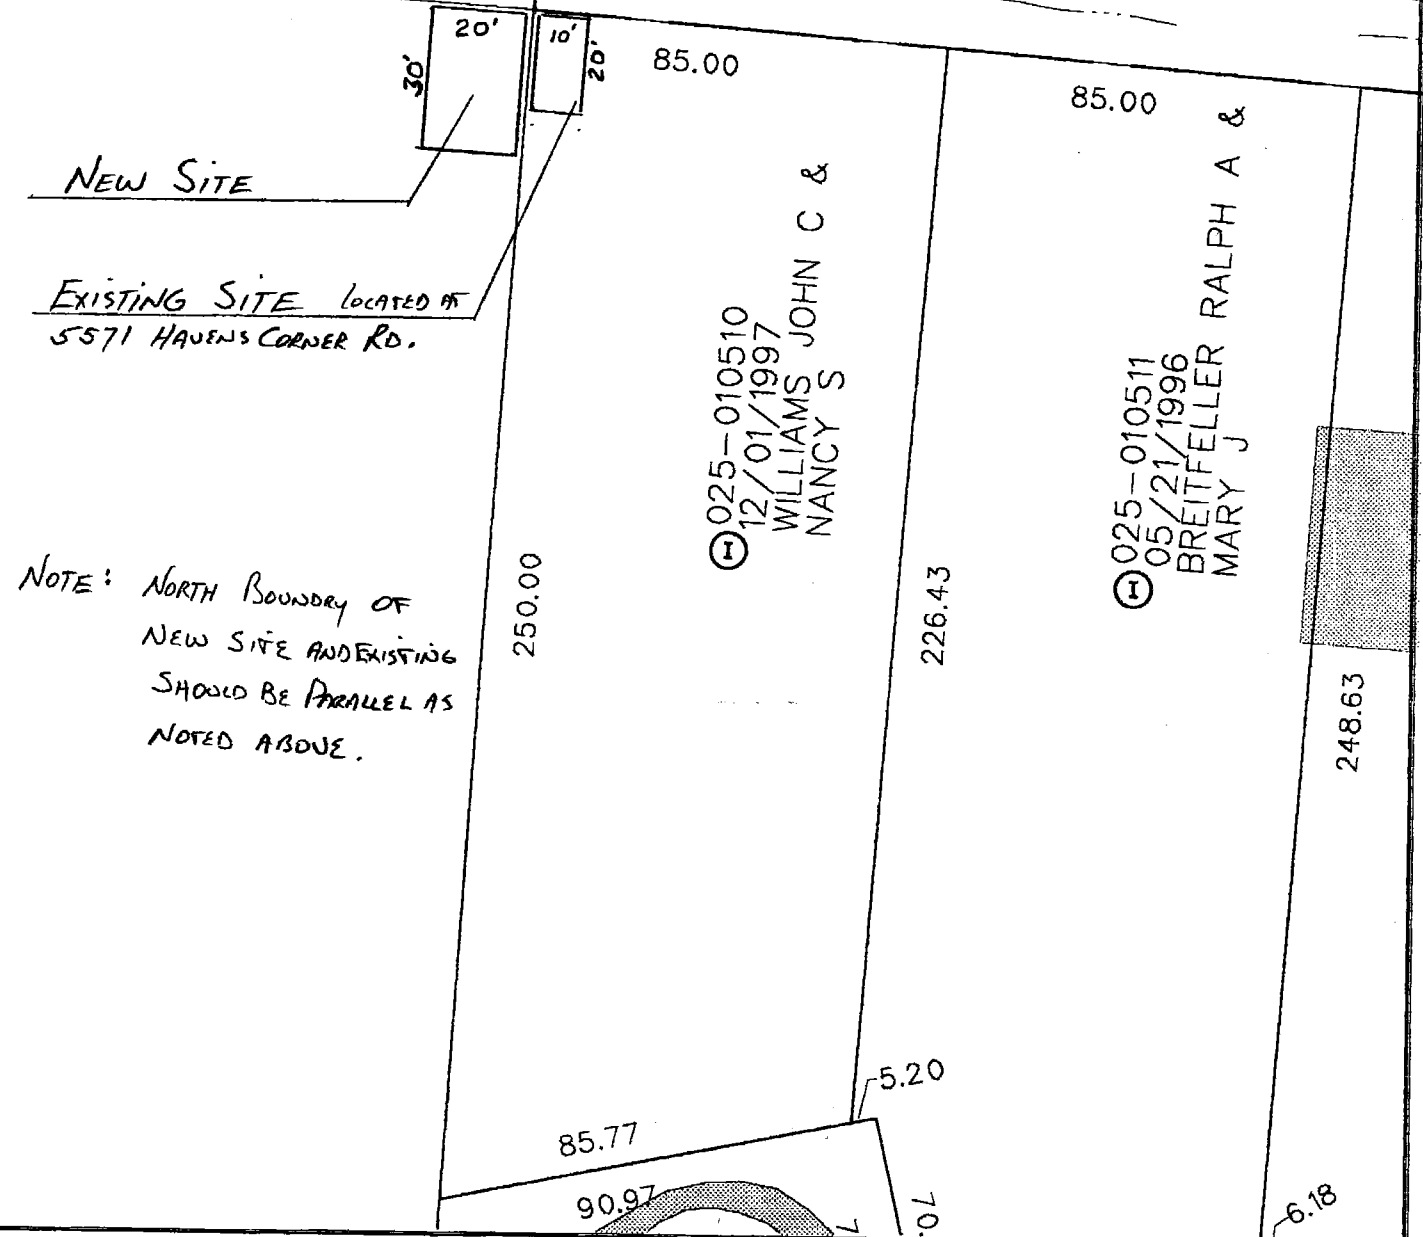 20'
10'
30'
20'
85.00
85.00
NEW SITE
EXISTING SITE LOCATED AT
5571 HAVENS CORNER RD.
025-010510
12/01/1997
WILLIAMS JOHN C &
NANCY S
I
025-010511
05/21/1996
BREITFELLER RALPH A &
MARY J
I
NOTE: NORTH BOUNDRY OF
NEW SITE AND EXISTING
SHOULD BE PARALLEL AS
NOTED ABOVE.
250.00
226.43
248.63
5.20
85.77
90.97
6.18